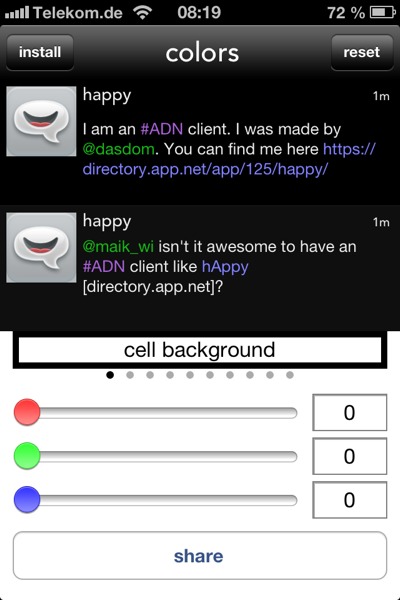 Telekom.de 08:19 72 %
install colors reset
happy 1m
I am an #ADN client. I was made by
@dasdom. You can find me here https://
directory.app.net/app/125/happy/
happy 1m
@maik_wi isn't it awesome to have an
#ADN client like hAppy
[directory.app.net]?
cell background
0
0
0
share